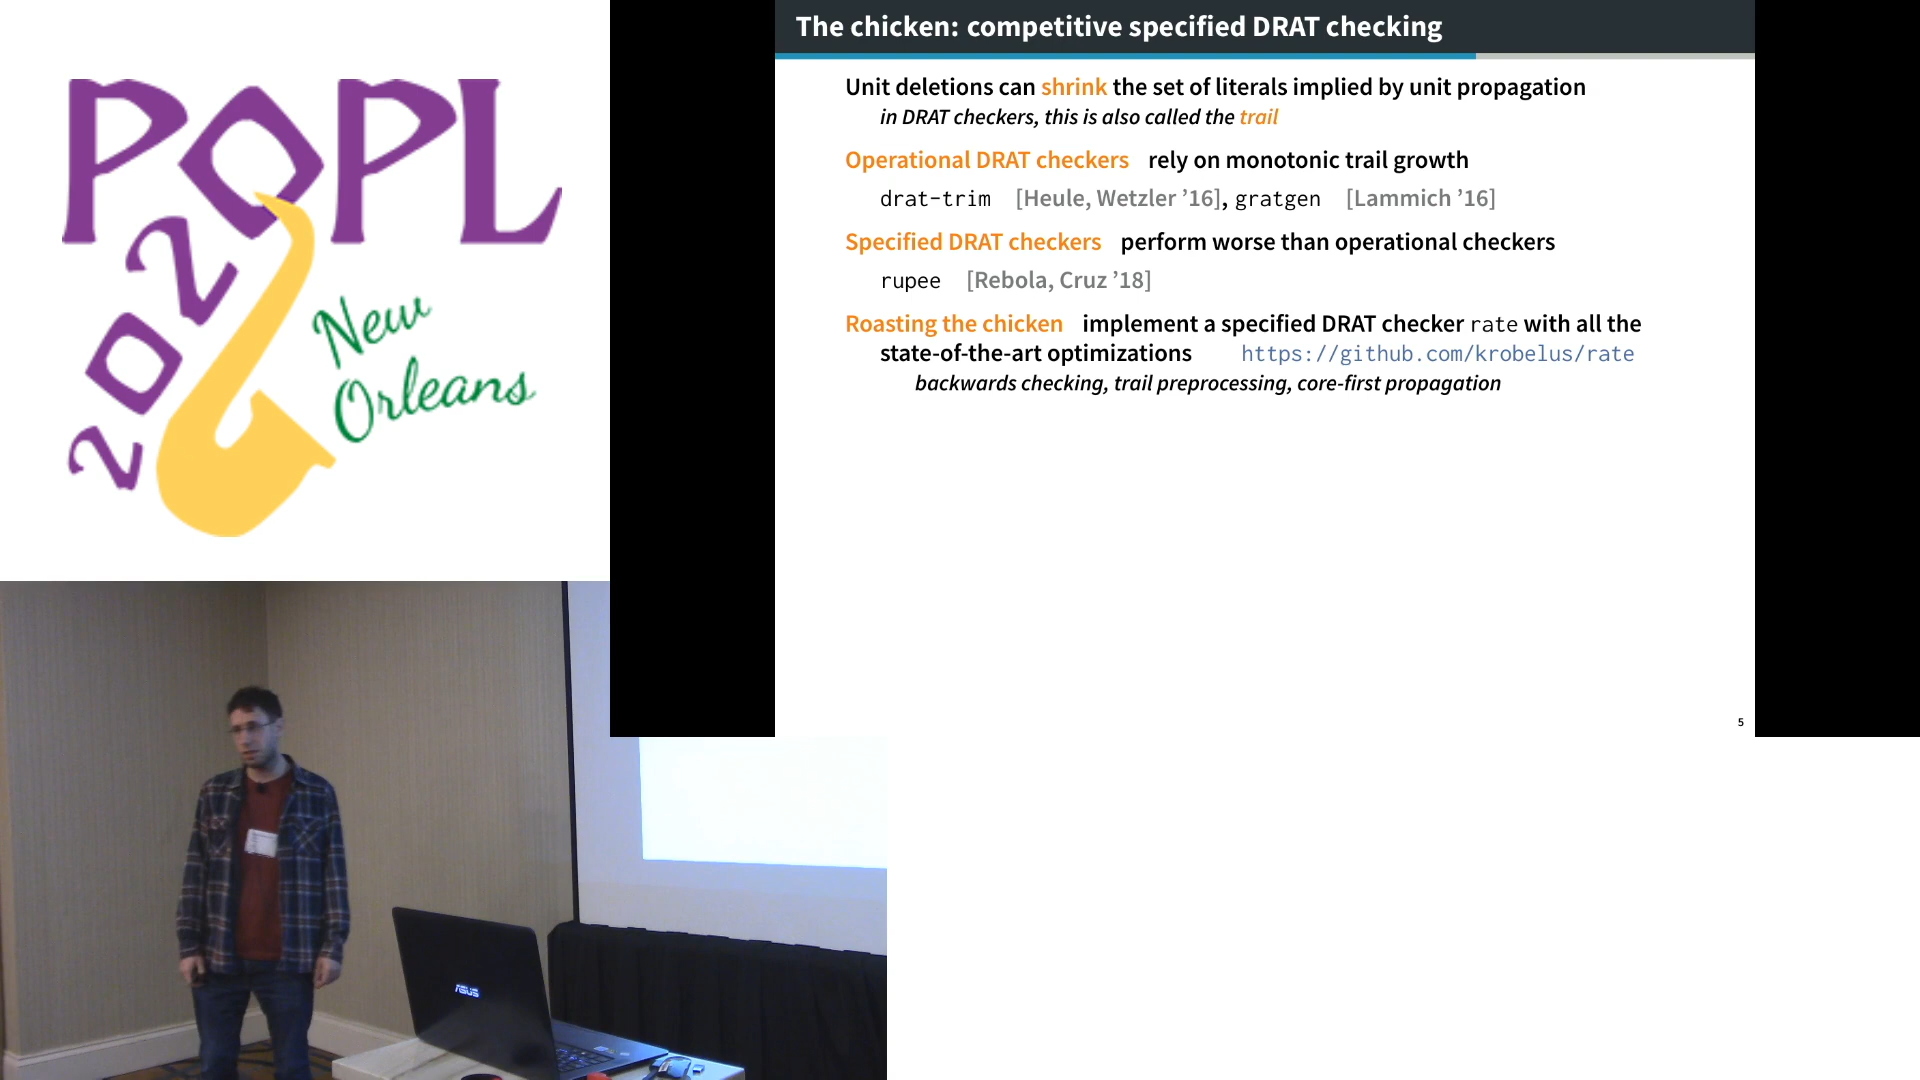 POPL
2020
New
Orleans
The chicken: competitive specified DRAT checking
Unit deletions can shrink the set of literals implied by unit propagation
in DRAT checkers, this is also called the trail
Operational DRAT checkers rely on monotonic trail growth
drat-trim [Heule, Wetzler ’16], gratgen [Lammich ’16]
Specified DRAT checkers perform worse than operational checkers
rupee [Rebola, Cruz ’18]
Roasting the chicken implement a specified DRAT checker rate with all the
state-of-the-art optimizations https://github.com/krobelus/rate
backwards checking, trail preprocessing, core-first propagation
5
ASUS